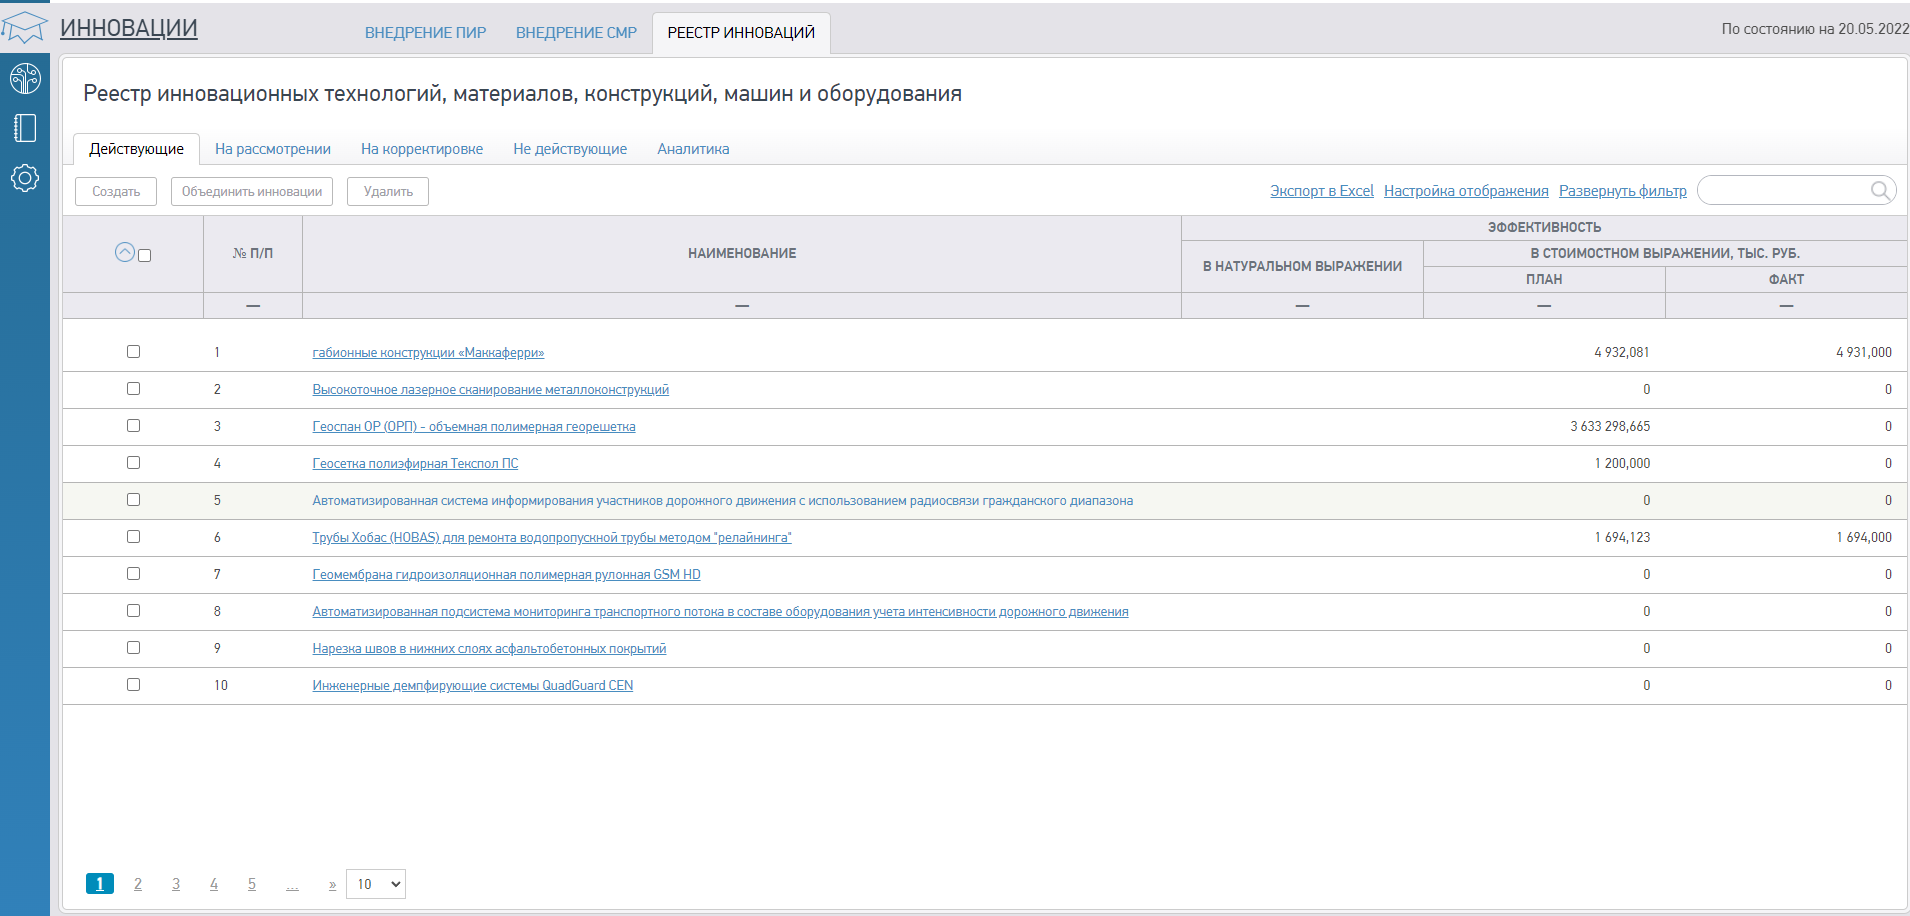 ИННОВАЦИИ
ВНЕДРЕНИЕ ПИР ВНЕДРЕНИЕ СМР РЕЕСТР ИННОВАЦИЙ
По состоянию на 20.05.2022
Реестр инновационных технологий, материалов, конструкций, машин и оборудования
Действующие На рассмотрении На корректировке Не действующие Аналитика
Создать Объединить инновации Удалить Экспорт в Excel Настройка отображения Развернуть фильтр
№ П/П НАИМЕНОВАНИЕ ЭФФЕКТИВНОСТЬ
В НАТУРАЛЬНОМ ВЫРАЖЕНИИ В СТОИМОСТНОМ ВЫРАЖЕНИИ, ТЫС. РУБ.
ПЛАН ФАКТ
— — — — —
1 габионные конструкции «Маккаферри» 4 932,081 4 931,000
2 Высокоточное лазерное сканирование металлоконструкций 0 0
3 Геоспан ОР (ОРП) - объемная полимерная георешетка 3 633 298,665 0
4 Геосетка полиэфирная Текспол ПС 1 200,000 0
5 Автоматизированная система информирования участников дорожного движения с использованием радиосвязи гражданского диапазона 0 0
6 Трубы Хобас (HOBAS) для ремонта водопропускной трубы методом "релайнинга" 1 694,123 1 694,000
7 Геомембрана гидроизоляционная полимерная рулонная GSM HD 0 0
8 Автоматизированная подсистема мониторинга транспортного потока в составе оборудования учета интенсивности дорожного движения 0 0
9 Нарезка швов в нижних слоях асфальтобетонных покрытий 0 0
10 Инженерные демпфирующие системы QuadGuard CEN 0 0
1 2 3 4 5 ... » 10